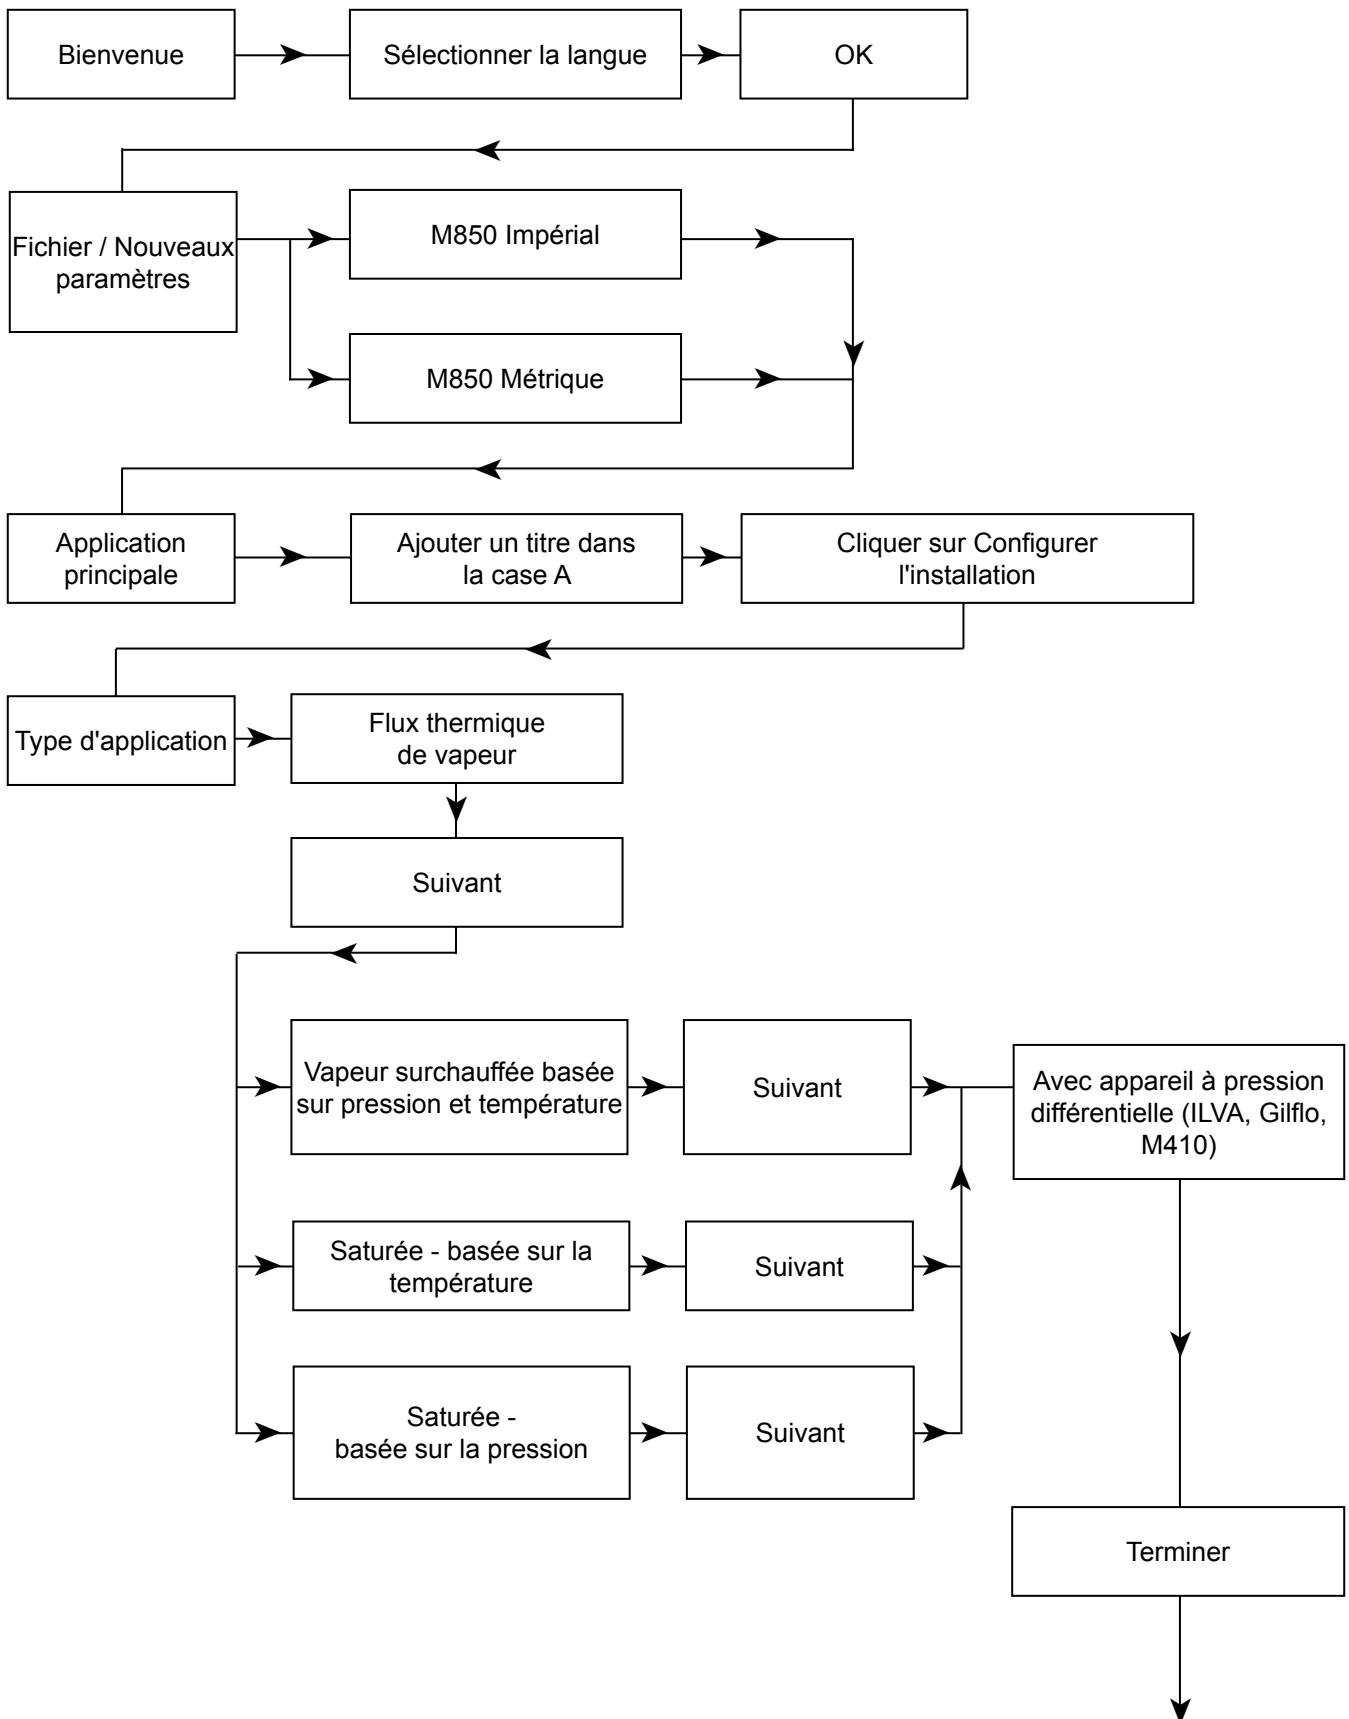 Bienvenue
Sélectionner la langue
OK
Fichier / Nouveaux
paramètres
M850 Impérial
M850 Métrique
Application
principale
Ajouter un titre dans
la case A
Cliquer sur Configurer
l'installation
Type d'application
Flux thermique
de vapeur
Suivant
Vapeur surchauffée basée
sur pression et température
Suivant
Avec appareil à pression
différentielle (ILVA, Gilflo,
M410)
Saturée - basée sur la
température
Suivant
Saturée -
basée sur la pression
Suivant
Terminer